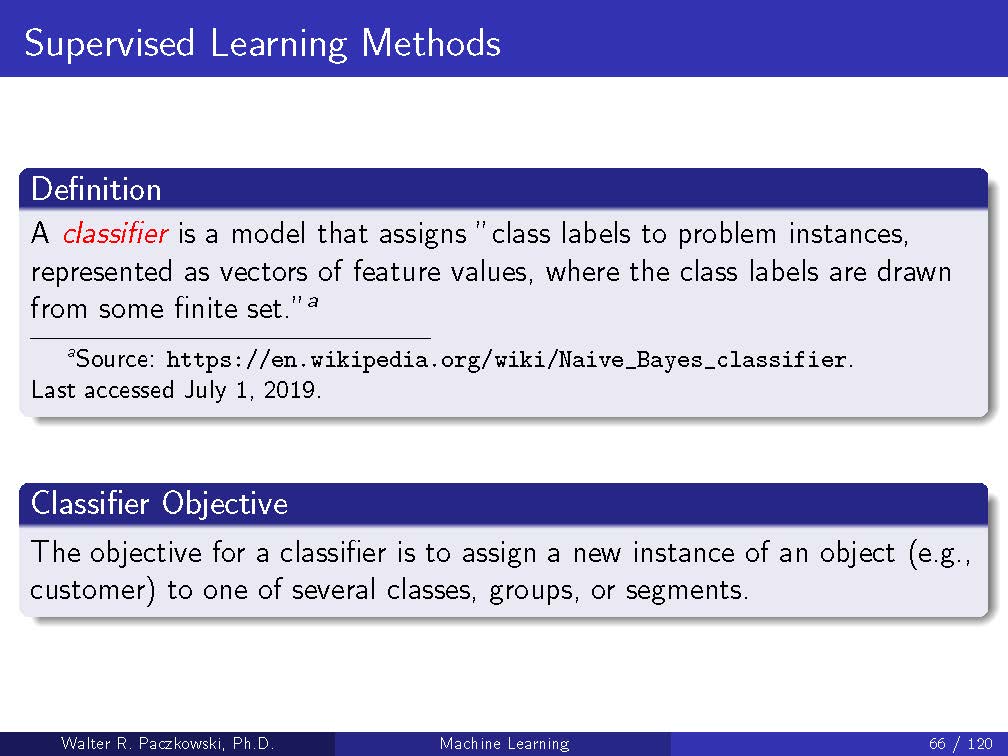 Supervised Learning Methods
Definition
A classifier is a model that assigns ”class labels to problem instances,
represented as vectors of feature values, where the class labels are drawn
from some finite set.”a
aSource: https://en.wikipedia.org/wiki/Naive_Bayes_classifier.
Last accessed July 1, 2019.
Classifier Objective
The objective for a classifier is to assign a new instance of an object (e.g.,
customer) to one of several classes, groups, or segments.
Walter R. Paczkowski, Ph.D. Machine Learning 66 / 120